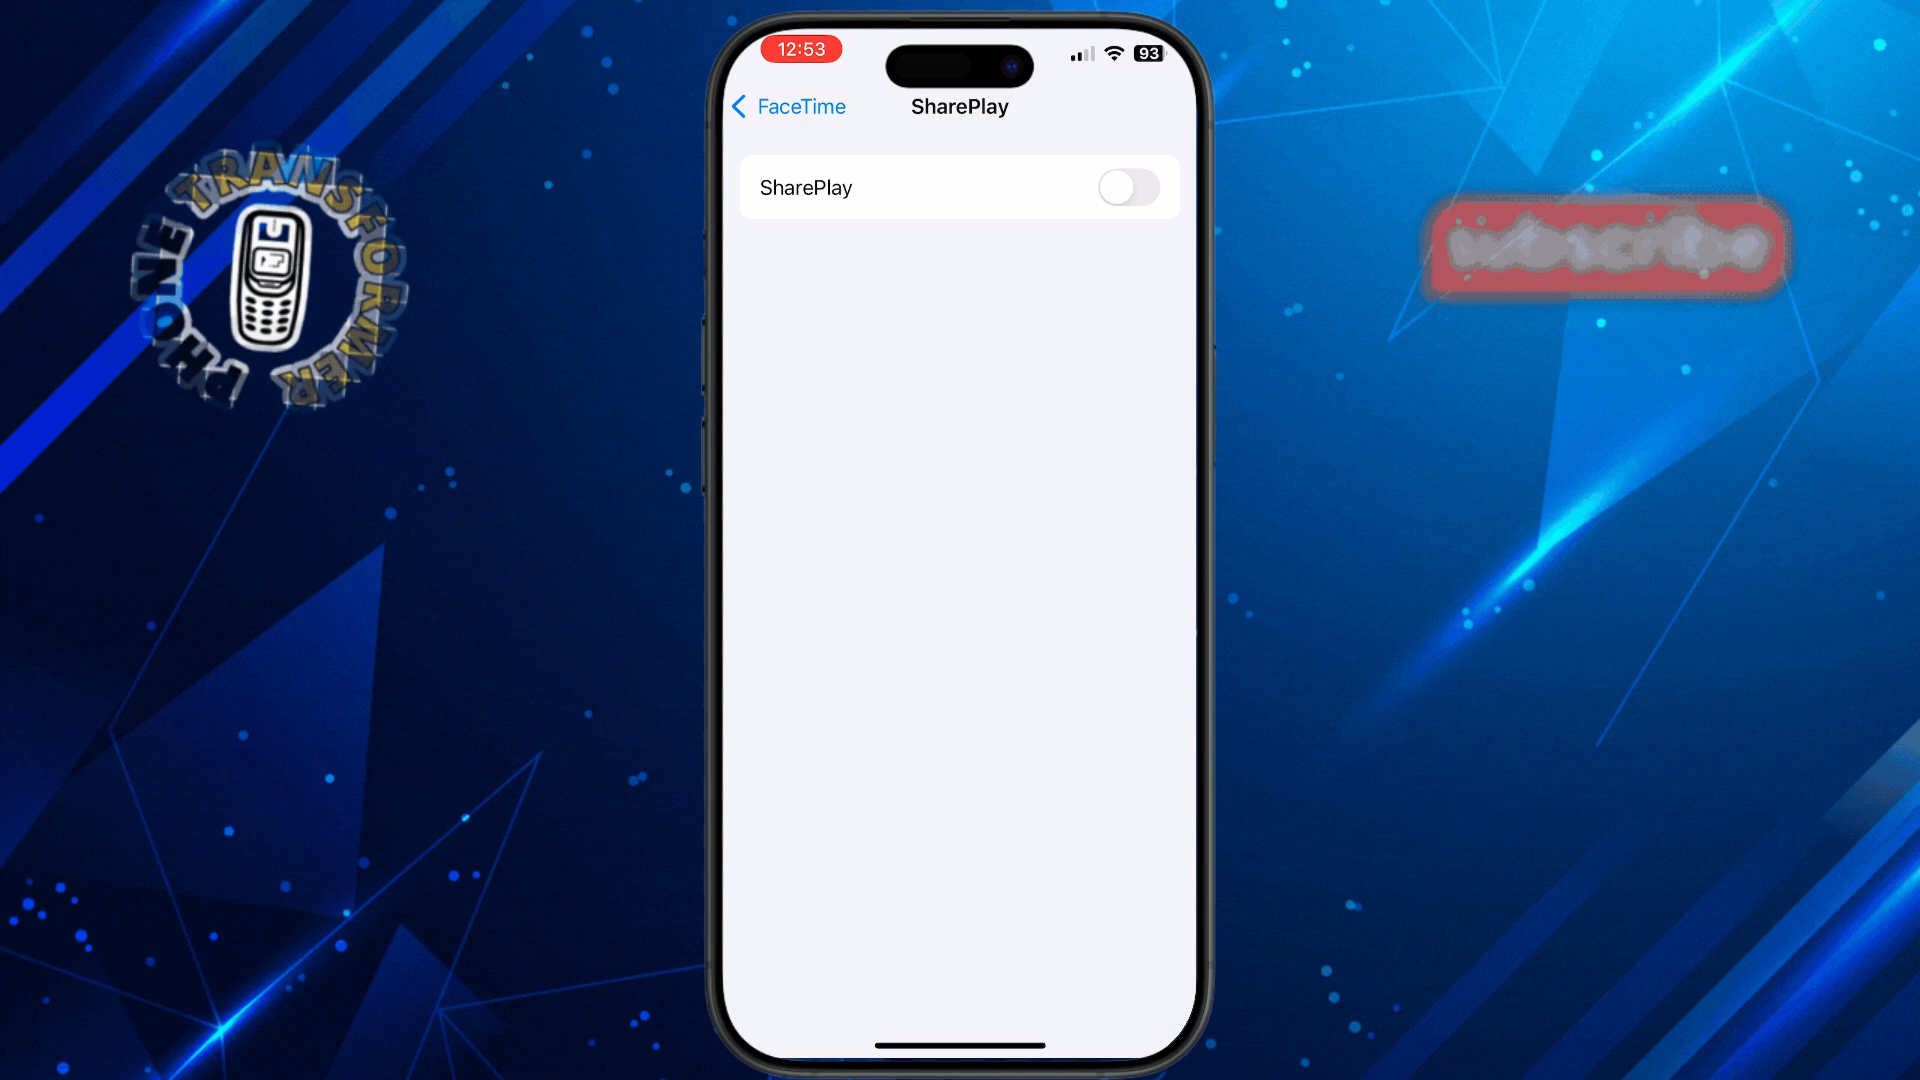 12:53
93
FaceTime
SharePlay
SharePlay
PHONE TRANSFORMER